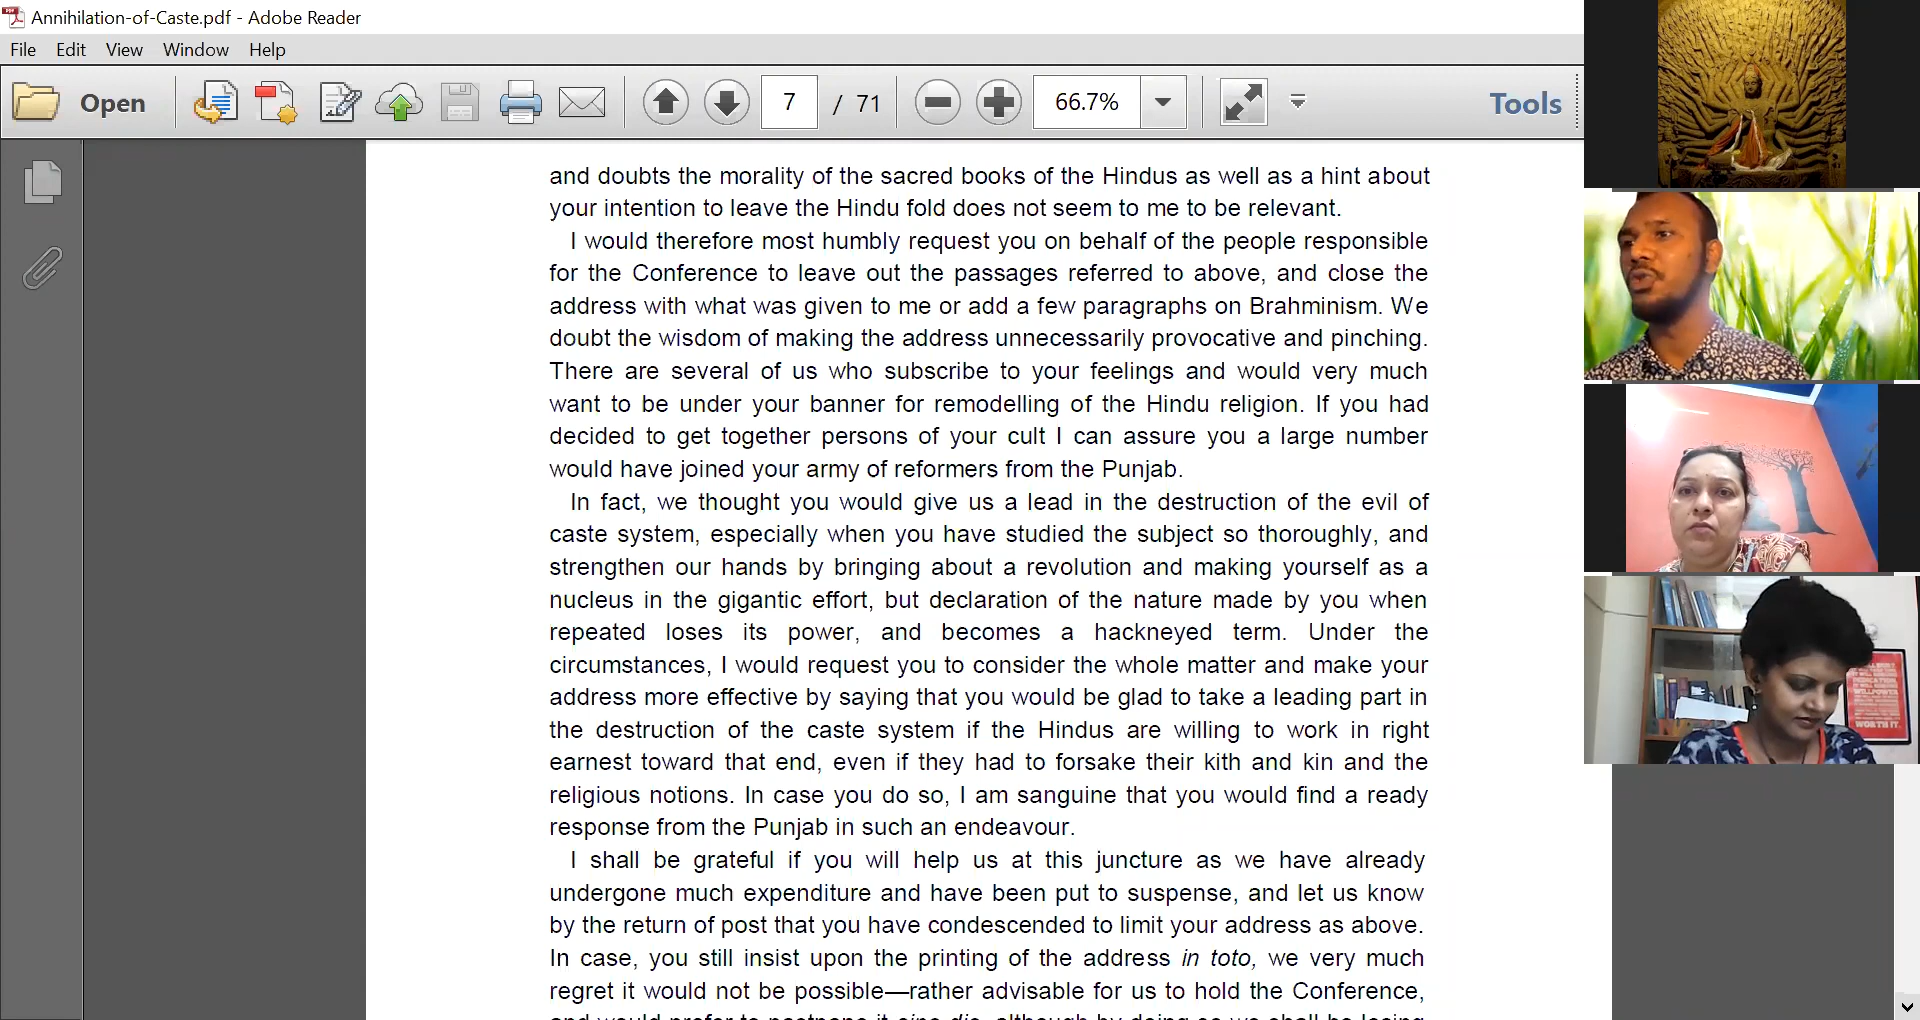 Annihilation-of-Caste.pdf - Adobe Reader
File Edit View Window Help
Open
7 / 71
66.7%
Tools
and doubts the morality of the sacred books of the Hindus as well as a hint about
your intention to leave the Hindu fold does not seem to me to be relevant.
I would therefore most humbly request you on behalf of the people responsible
for the Conference to leave out the passages referred to above, and close the
address with what was given to me or add a few paragraphs on Brahminism. We
doubt the wisdom of making the address unnecessarily provocative and pinching.
There are several of us who subscribe to your feelings and would very much
want to be under your banner for remodelling of the Hindu religion. If you had
decided to get together persons of your cult I can assure you a large number
would have joined your army of reformers from the Punjab.
In fact, we thought you would give us a lead in the destruction of the evil of
caste system, especially when you have studied the subject so thoroughly, and
strengthen our hands by bringing about a revolution and making yourself as a
nucleus in the gigantic effort, but declaration of the nature made by you when
repeated loses its power, and becomes a hackneyed term. Under the
circumstances, I would request you to consider the whole matter and make your
address more effective by saying that you would be glad to take a leading part in
the destruction of the caste system if the Hindus are willing to work in right
earnest toward that end, even if they had to forsake their kith and kin and the
religious notions. In case you do so, I am sanguine that you would find a ready
response from the Punjab in such an endeavour.
I shall be grateful if you will help us at this juncture as we have already
undergone much expenditure and have been put to suspense, and let us know
by the return of post that you have condescended to limit your address as above.
In case, you still insist upon the printing of the address in toto, we very much
regret it would not be possible—rather advisable for us to hold the Conference,
and would prefer to postpone it sine die, although by doing so we shall be losing
WILLPOWER
WORTH IT.